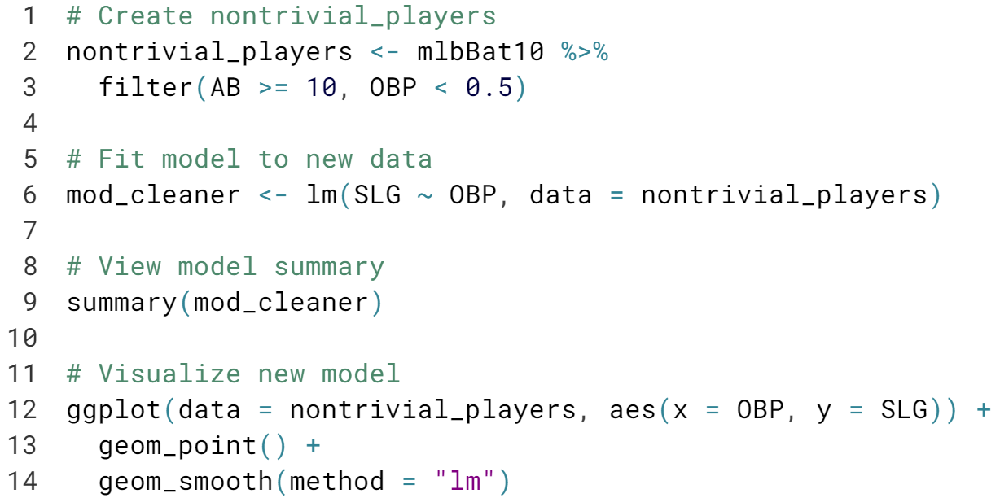 1 # Create nontrivial_players
2 nontrivial_players <- mlbBat10 %>%
3   filter(AB >= 10, OBP < 0.5)
4
5 # Fit model to new data
6 mod_cleaner <- lm(SLG ~ OBP, data = nontrivial_players)
7
8 # View model summary
9 summary(mod_cleaner)
10
11 # Visualize new model
12 ggplot(data = nontrivial_players, aes(x = OBP, y = SLG)) +
13   geom_point() +
14   geom_smooth(method = "lm")